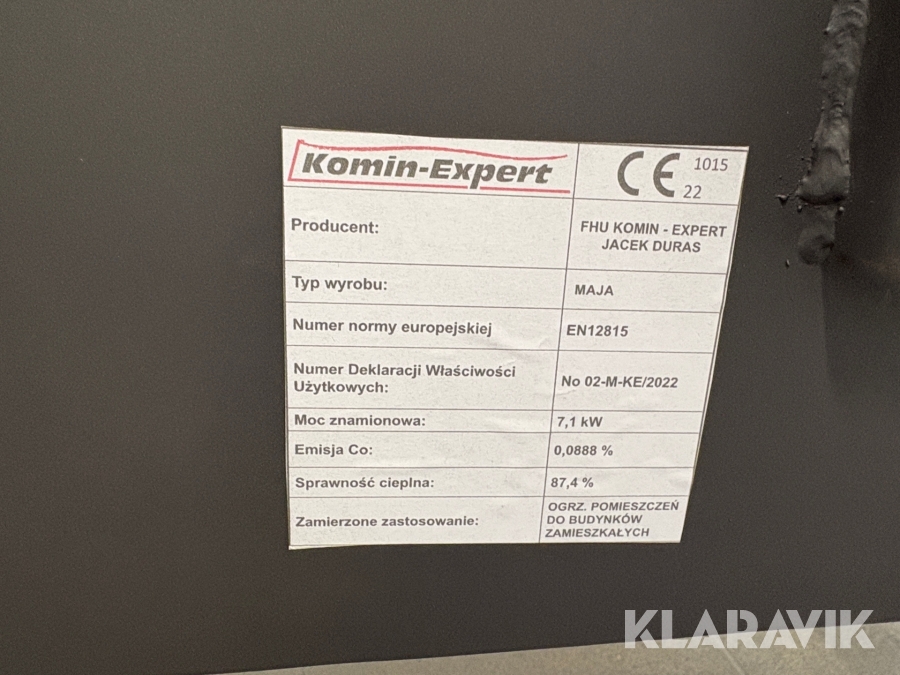 Komin-Expert
CE 1015
22
Producent:
FHU KOMIN - EXPERT
JACEK DURAS
Typ wyrobu:
MAJA
Numer normy europejskiej
EN12815
Numer Deklaracji Właściwości
Użytkowych:
No 02-M-KE/2022
Moc znamionowa:
7,1 kW
Emisja Co:
0,0888 %
Sprawność cieplna:
87,4 %
Zamierzone zastosowanie:
OGRZ. POMIESZCZEŃ
DO BUDYNKÓW
ZAMIESZKAŁYCH
KLARAVIK